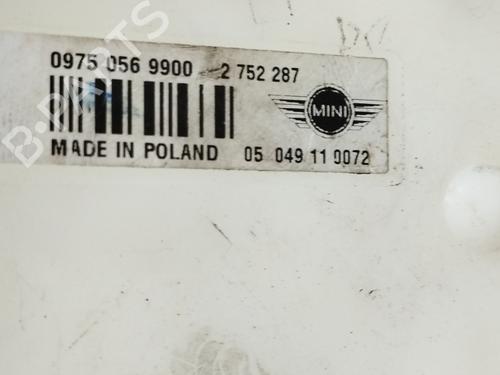 0975 056 9900 2 752 287
MINI
MADE IN POLAND 05 049 11 0072
B-PARTS